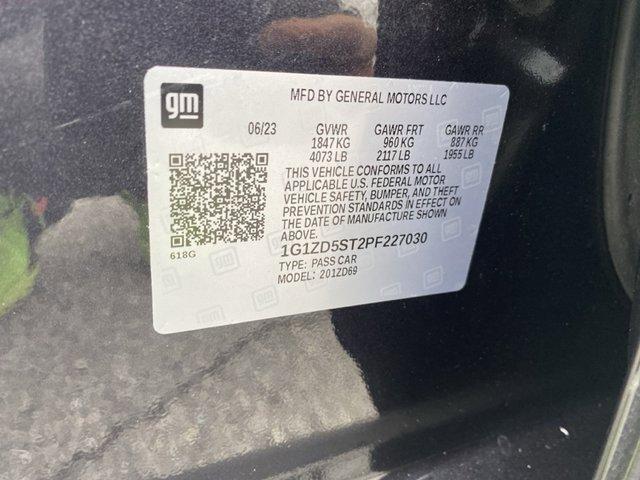 gm
MFD BY GENERAL MOTORS LLC
06/23 GVWR GAWR FRT GAWR RR
1847 KG 960 KG 887 KG
4073 LB 2117 LB 1955 LB
THIS VEHICLE CONFORMS TO ALL
APPLICABLE U.S. FEDERAL MOTOR
VEHICLE SAFETY, BUMPER, AND THEFT
PREVENTION STANDARDS IN EFFECT ON
THE DATE OF MANUFACTURE SHOWN
ABOVE.
618G
1G1ZD5ST2PF227030
TYPE: PASS CAR
MODEL: 201ZD69